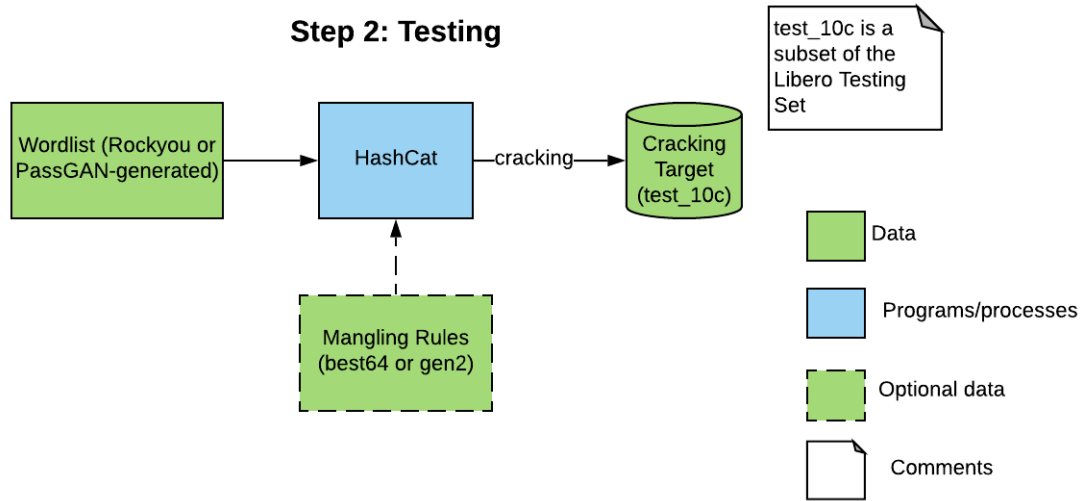 Step 2: Testing
test_10c is a
subset of the
Libero Testing
Set
Wordlist (Rockyou or
PassGAN-generated)
HashCat
cracking
Cracking
Target
(test_10c)
Mangling Rules
(best64 or gen2)
Data
Programs/processes
Optional data
Comments